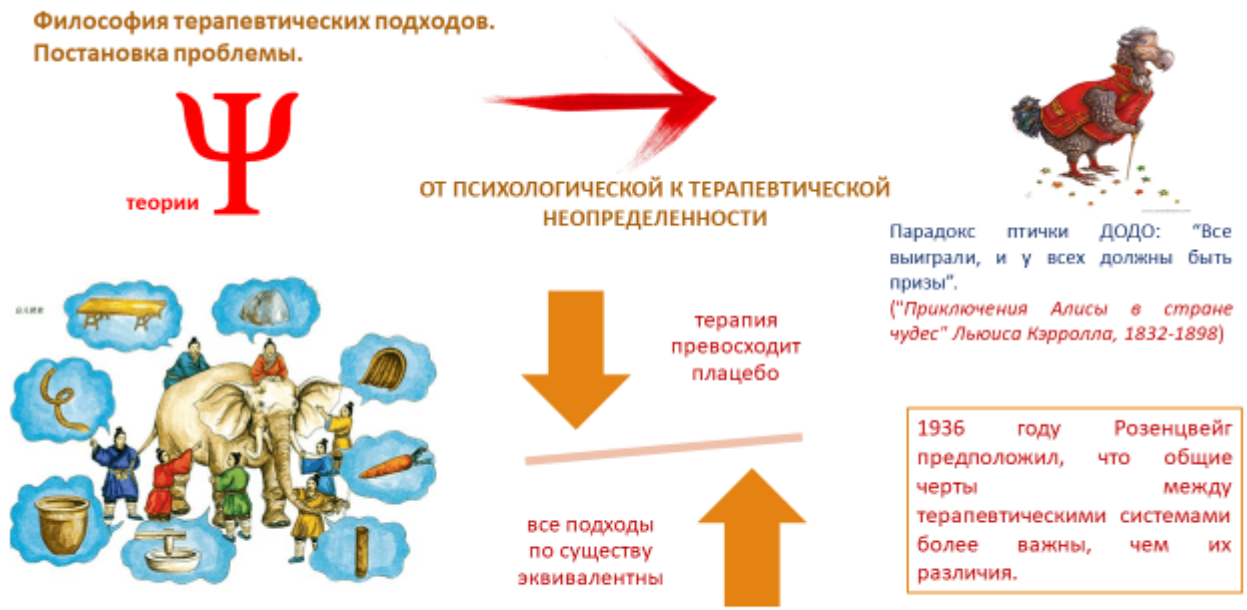 Философия терапевтических подходов.
Постановка проблемы.
Ψ
теории
ОТ ПСИХОЛОГИЧЕСКОЙ К ТЕРАПЕВТИЧЕСКОЙ
НЕОПРЕДЕЛЕННОСТИ
Парадокс птички ДОДО: “Все
выиграли, и у всех должны быть
призы”.
("Приключения Алисы в стране
чудес" Льюиса Кэрролла, 1832-1898)
терапия
превосходит
плацебо
все подходы
по существу
эквивалентны
1936 году Розенцвейг
предположил, что общие
черты между
терапевтическими системами
более важны, чем их
различия.